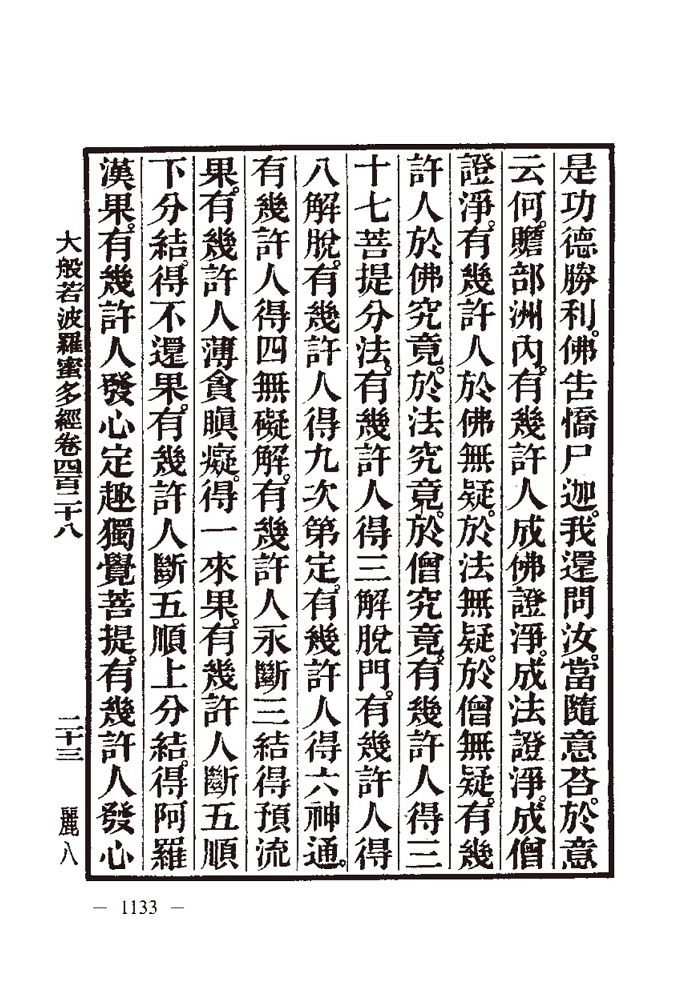 是功德勝利。佛告憍尸迦。我還問汝。當隨意荅。於意
云何。贍部洲內。有幾許人成佛證淨。成法證淨。成僧
證淨。有幾許人於佛無疑。於法無疑。於僧無疑。有幾
許人於佛究竟。於法究竟。於僧究竟。有幾許人得三
十七菩提分法。有幾許人得三解脫門。有幾許人得
八解脫。有幾許人得九次第定。有幾許人得六神通。
有幾許人得四無礙解。有幾許人永斷三結得預流
果。有幾許人薄貪瞋癡。得一來果。有幾許人斷五順
下分結。得不還果。有幾許人斷五順上分結。得阿羅
漢果。有幾許人發心定趣獨覺菩提。有幾許人發心
大般若波羅蜜多經卷四百二十八 二十三 麗八
— 1133 —